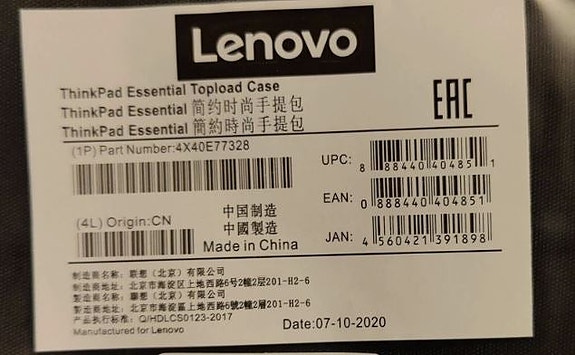 Lenovo
ThinkPad Essential Topload Case
ThinkPad Essential 简约时尚手提包
ThinkPad Essential 簡約時尚手提包
EAC
(1P) Part Number:4X40E77328
UPC: 8 88440 40485 1
EAN: 0 888440 404851
JAN: 4 560421 391898
(4L) Origin:CN
中国制造
中國製造
Made in China
制造商名称: 联想（北京）有限公司
制造商地址: 北京市海淀区上地西路6号2幢2层201-H2-6
製造商名稱: 聯想（北京）有限公司
製造商地址: 北京市海淀區上地西路6號2幢2層201-H2-6
产品执行标准: Q/HDLCS0123-2017
Manufactured for Lenovo
Date:07-10-2020